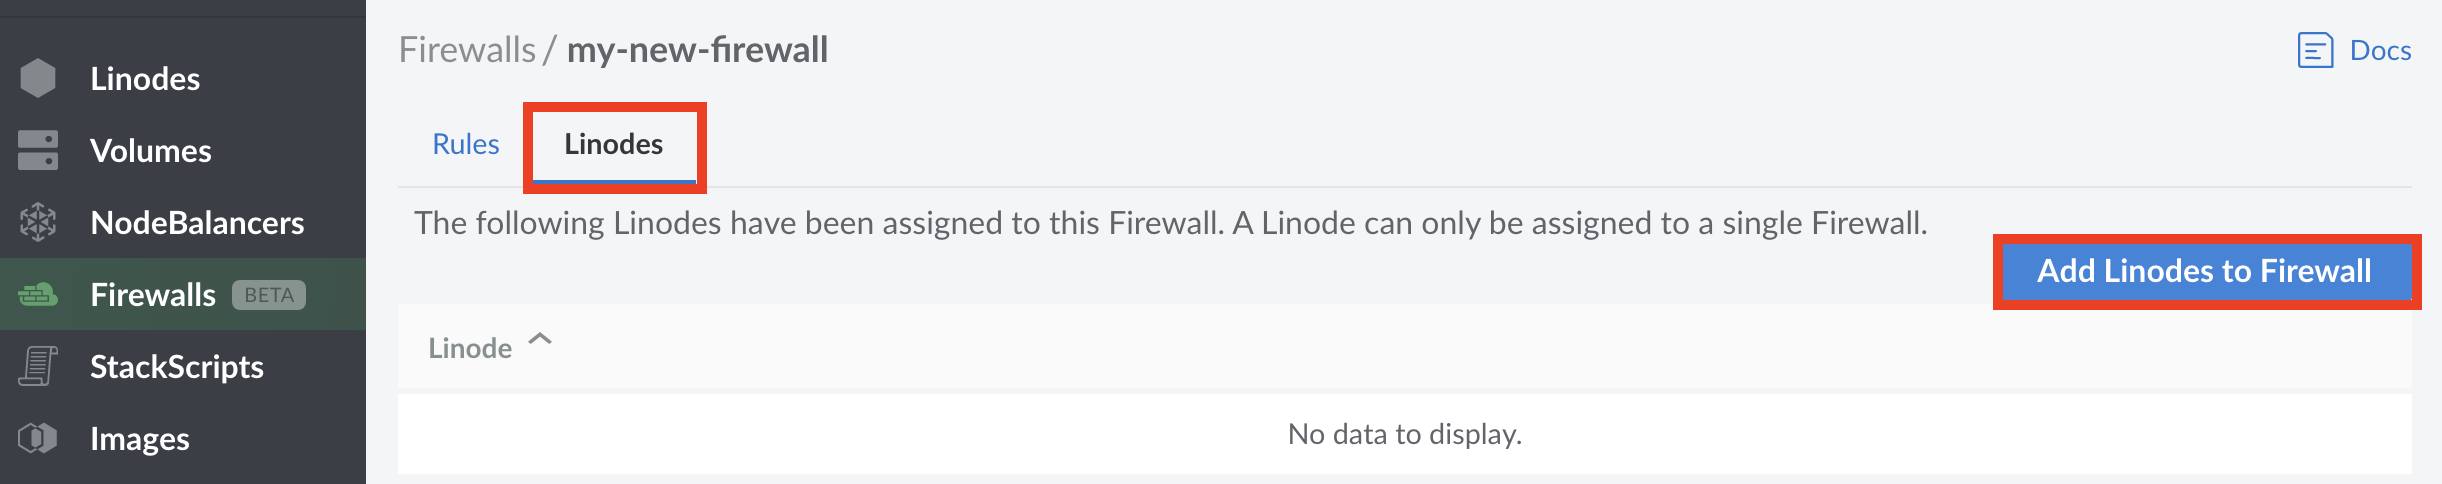 Linodes
Volumes
NodeBalancers
Firewalls BETA
StackScripts
Images
Firewalls / my-new-firewall
Docs
Rules Linodes
The following Linodes have been assigned to this Firewall. A Linode can only be assigned to a single Firewall.
Add Linodes to Firewall
Linode
No data to display.